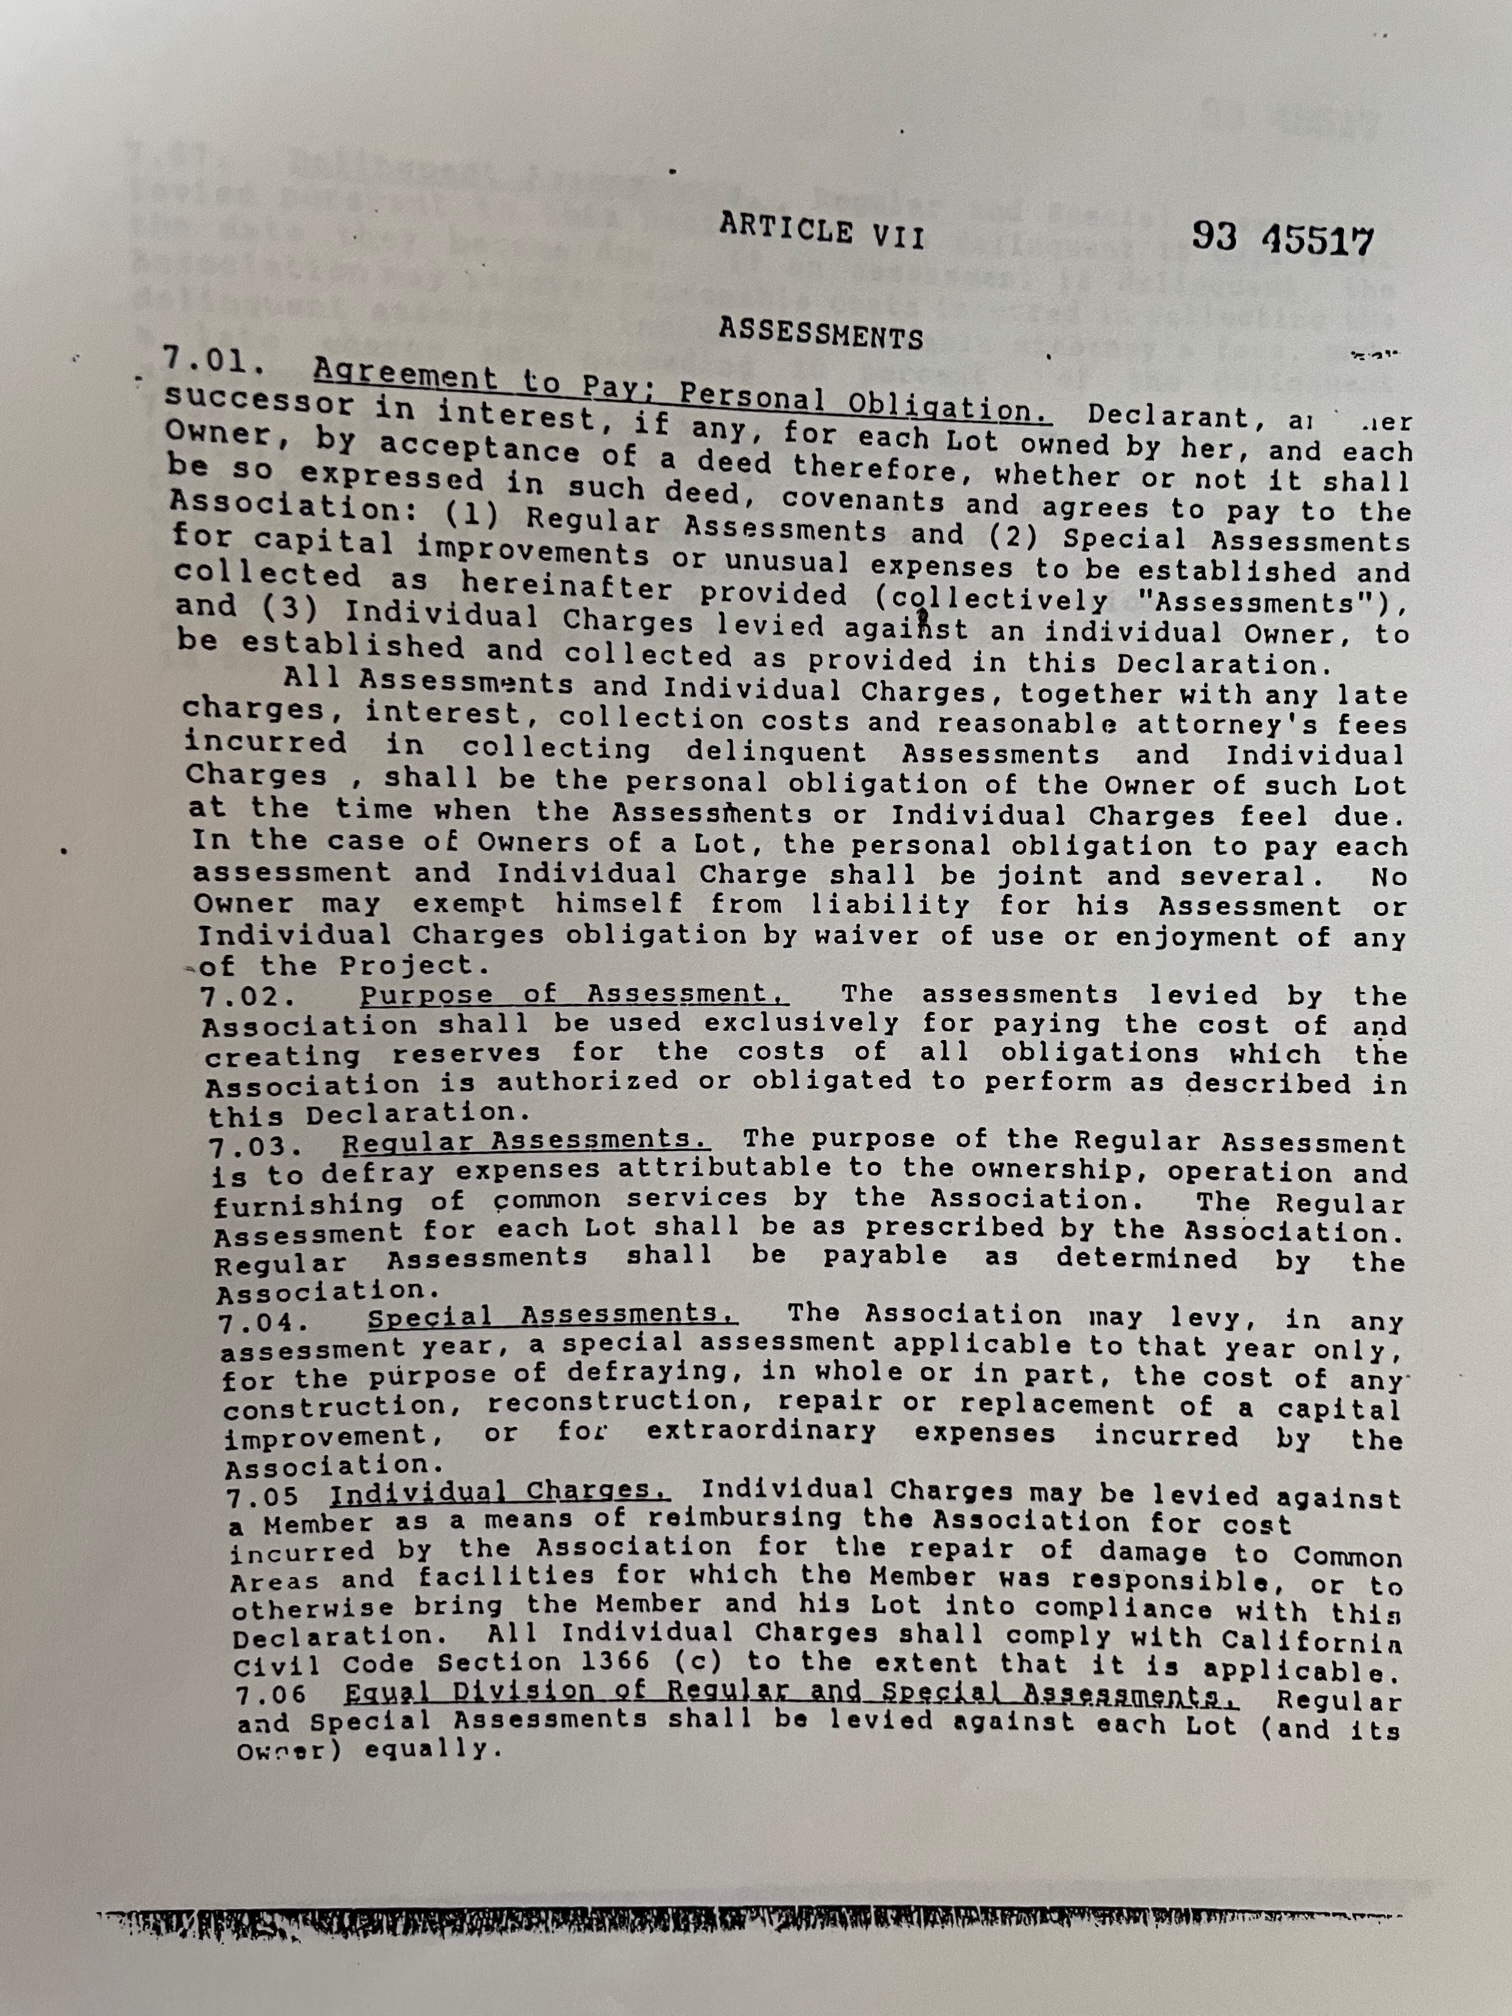 ARTICLE VII
93 45517
ASSESSMENTS
7.01. Agreement to Pay; Personal Obligation. Declarant,
successor in interest, if any, for each Lot owned by her, and each
Owner, by acceptance of a deed therefore, whether or not it shall
be so expressed in such deed, covenants and agrees to pay to the
Association: (1) Regular Assessments and (2) Special Assessments
for capital improvements or unusual expenses to be established and
collected as hereinafter provided (collectively "Assessments"),
and (3) Individual Charges levied against an individual Owner, to
be established and collected as provided in this Declaration.
All Assessments and Individual Charges, together with any late
charges, interest, collection costs and reasonable attorney's fees
incurred in collecting delinquent Assessments and Individual
Charges , shall be the personal obligation of the Owner of such Lot
at the time when the Assessments or Individual Charges feel due.
In the case of Owners of a Lot, the personal obligation to pay each
assessment and Individual Charge shall be joint and several. No
Owner may exempt himself from liability for his Assessment or
Individual Charges obligation by waiver of use or enjoyment of any
of the Project.
7.02. Purpose of Assessment. The assessments levied by the
Association shall be used exclusively for paying the cost of and
creating reserves for the costs of all obligations which the
Association is authorized or obligated to perform as described in
this Declaration.
7.03. Regular Assessments. The purpose of the Regular Assessment
is to defray expenses attributable to the ownership, operation and
furnishing of common services by the Association. The Regular
Assessment for each Lot shall be as prescribed by the Association.
Regular Assessments shall be payable as determined by the
Association.
7.04. Special Assessments. The Association may levy, in any
assessment year, a special assessment applicable to that year only,
for the purpose of defraying, in whole or in part, the cost of any
construction, reconstruction, repair or replacement of a capital
improvement, or for extraordinary expenses incurred by the
Association.
7.05 Individual Charges. Individual Charges may be levied against
a Member as a means of reimbursing the Association for cost
incurred by the Association for the repair of damage to Common
Areas and facilities for which the Member was responsible, or to
otherwise bring the Member and his Lot into compliance with this
Declaration. All Individual Charges shall comply with California
Civil Code Section 1366 (c) to the extent that it is applicable.
7.06 Equal Division of Regular and Special Assessments. Regular
and Special Assessments shall be levied against each Lot (and its
Owner) equally.